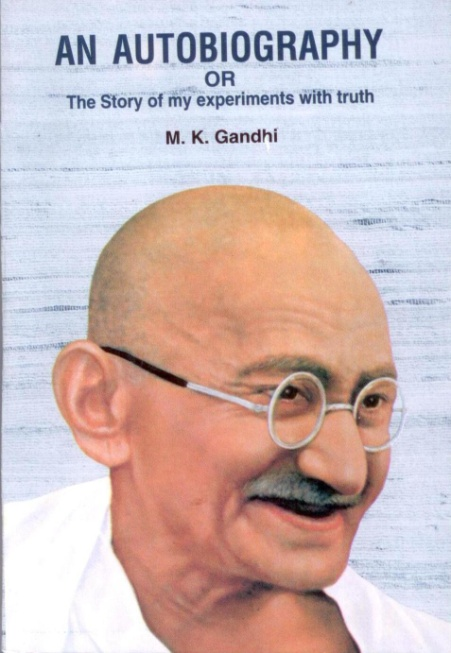 AN AUTOBIOGRAPHY
OR
The Story of my experiments with truth
M. K. Gandhi